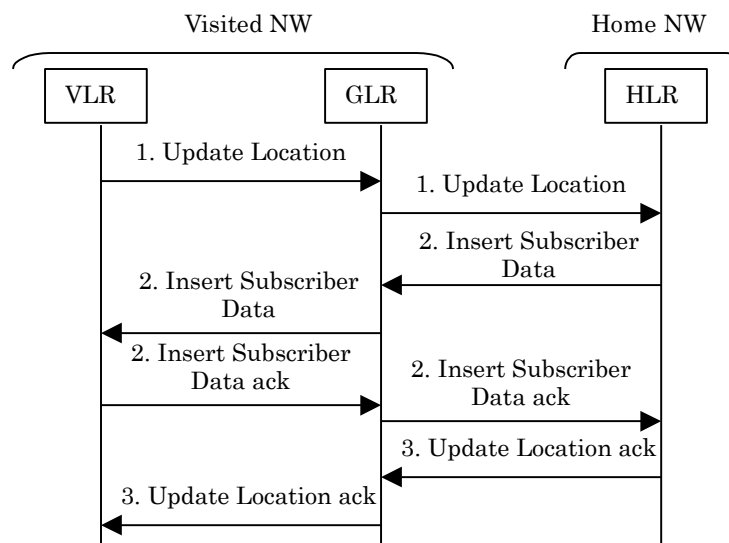 Visited NW
Home NW
VLR
GLR
HLR
1. Update Location
1. Update Location
2. Insert Subscriber
Data
2. Insert Subscriber
Data
2. Insert Subscriber
Data ack
2. Insert Subscriber
Data ack
3. Update Location ack
3. Update Location ack